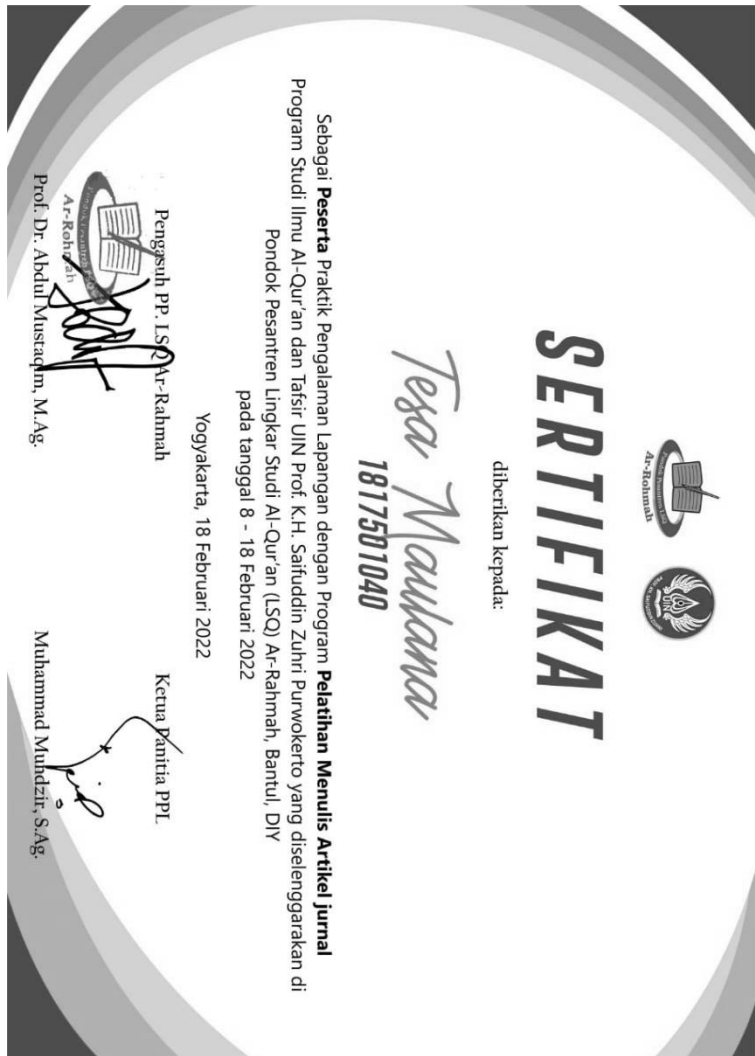 Ar-Rohmah
UIN
SERTIFIKAT
diberikan kepada:
Tesa Maulana
1817501040
Sebagai Peserta Praktik Pengalaman Lapangan dengan Program Pelatihan Menulis Artikel jurnal
Program Studi Ilmu Al-Qur'an dan Tafsir UIN Prof. K.H. Saifuddin Zuhri Purwokerto yang diselenggarakan di
Pondok Pesantren Lingkar Studi Al-Qur'an (LSQ) Ar-Rahmah, Bantul, DIY
pada tanggal 8 - 18 Februari 2022
Yogyakarta, 18 Februari 2022
Pengasuh PP. LSQ Ar-Rahmah
Ar-Rohmah
Prof. Dr. Abdul Mustaqim, M.Ag.
Ketua Panitia PPL
Muhammad Mundzir, S.Ag.